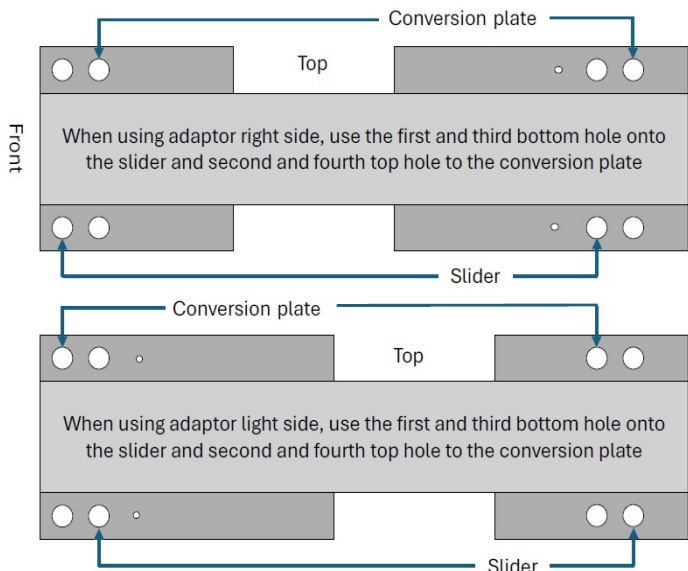 Conversion plate
Top
Front
When using adaptor right side, use the first and third bottom hole onto
the slider and second and fourth top hole to the conversion plate
Slider
Conversion plate
Top
When using adaptor light side, use the first and third bottom hole onto
the slider and second and fourth top hole to the conversion plate
Slider